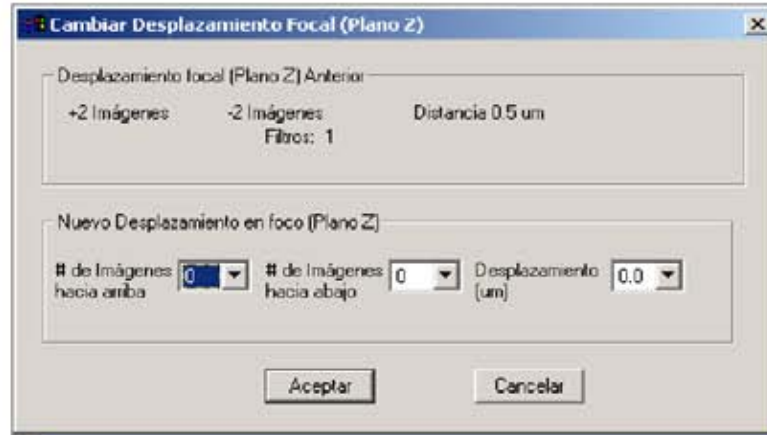 Cambiar Desplazamiento Focal (Plano Z)
Desplazamiento focal (Plano Z) Anterior
+2 Imágenes -2 Imágenes Distancia 0.5 um
Filtros: 1
Nuevo Desplazamiento en foco (Plano Z)
# de Imágenes 0 # de Imágenes 0 Desplazamiento 0.0
hacia arriba hacia abajo (um)
Aceptar Cancelar